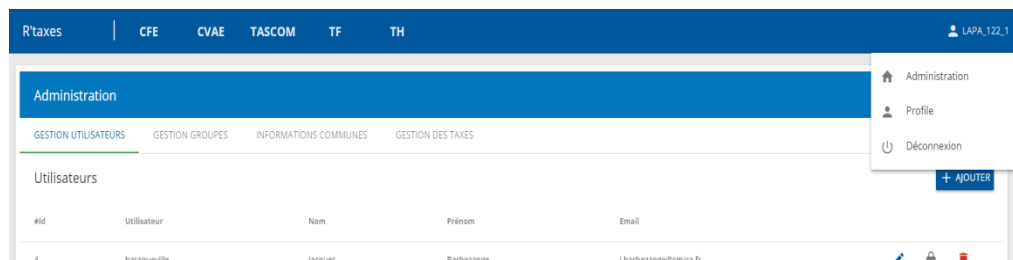 R'taxes CFE CVAE TASCOM TF TH LAPA_122_1
Administration
Profile
Déconnexion
Administration
GESTION UTILISATEURS GESTION GROUPES INFORMATIONS COMMUNES GESTION DES TAXES
Utilisateurs
+ AJOUTER
#Id Utilisateur Nom Prénom Email